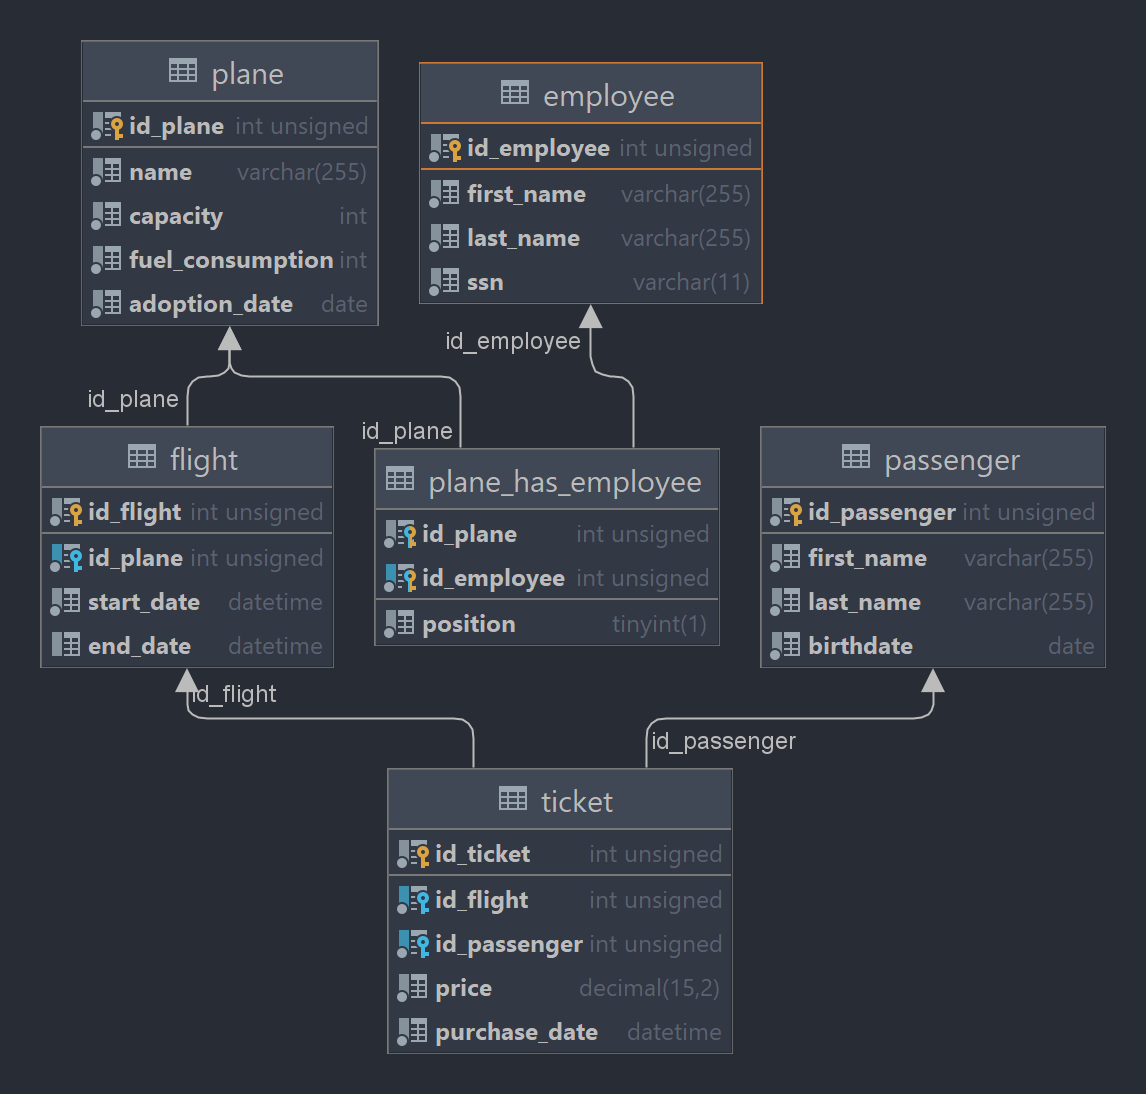 plane
id_plane int unsigned
name varchar(255)
capacity int
fuel_consumption int
adoption_date date
employee
id_employee int unsigned
first_name varchar(255)
last_name varchar(255)
ssn varchar(11)
id_employee
id_plane
id_plane
flight
id_flight int unsigned
id_plane int unsigned
start_date datetime
end_date datetime
plane_has_employee
id_plane int unsigned
id_employee int unsigned
position tinyint(1)
passenger
id_passenger int unsigned
first_name varchar(255)
last_name varchar(255)
birthdate date
id_flight
id_passenger
ticket
id_ticket int unsigned
id_flight int unsigned
id_passenger int unsigned
price decimal(15,2)
purchase_date datetime